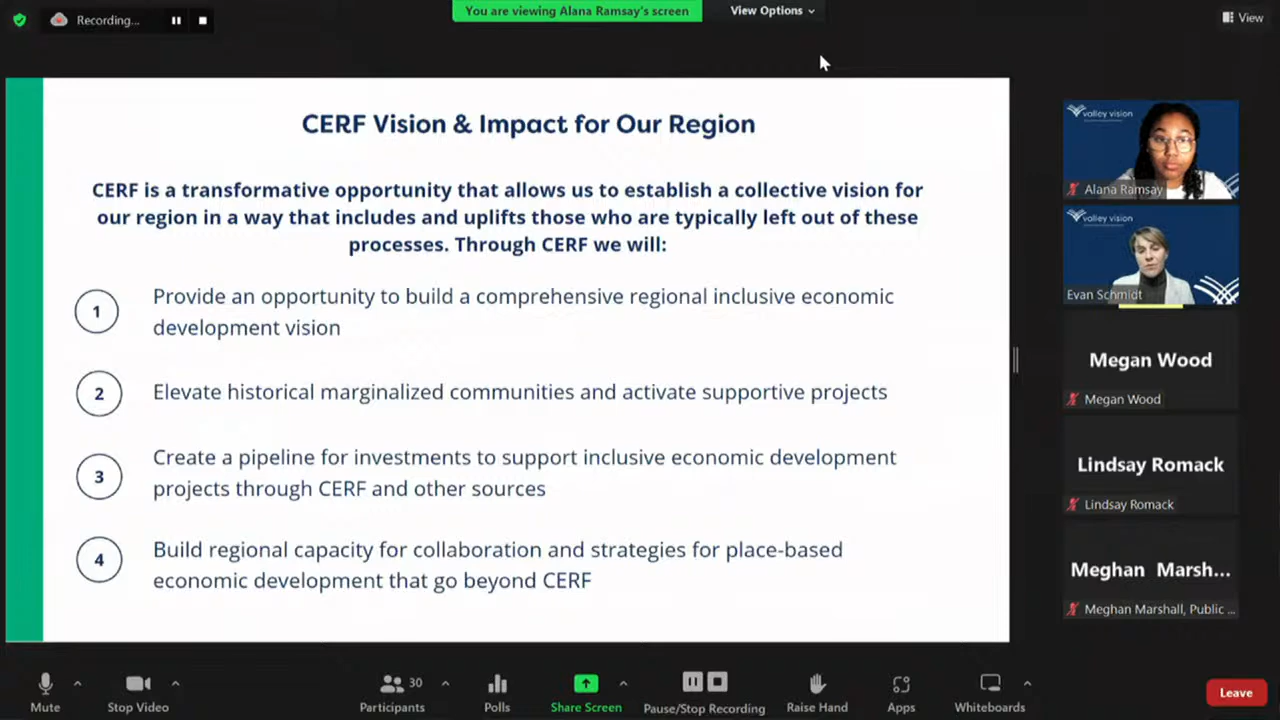 Recording...
You are viewing Alana Ramsay's screen
View Options
View
CERF Vision & Impact for Our Region
CERF is a transformative opportunity that allows us to establish a collective vision for
our region in a way that includes and uplifts those who are typically left out of these
processes. Through CERF we will:
1
Provide an opportunity to build a comprehensive regional inclusive economic
development vision
2
Elevate historical marginalized communities and activate supportive projects
3
Create a pipeline for investments to support inclusive economic development
projects through CERF and other sources
4
Build regional capacity for collaboration and strategies for place-based
economic development that go beyond CERF
valley vision
Alana Ramsay
valley vision
Evan Schmidt
Megan Wood
Megan Wood
Lindsay Romack
Lindsay Romack
Meghan Marsh...
Meghan Marshall, Public ...
Mute
Stop Video
30
Participants
Polls
Share Screen
Pause/Stop Recording
Raise Hand
Apps
Whiteboards
Leave